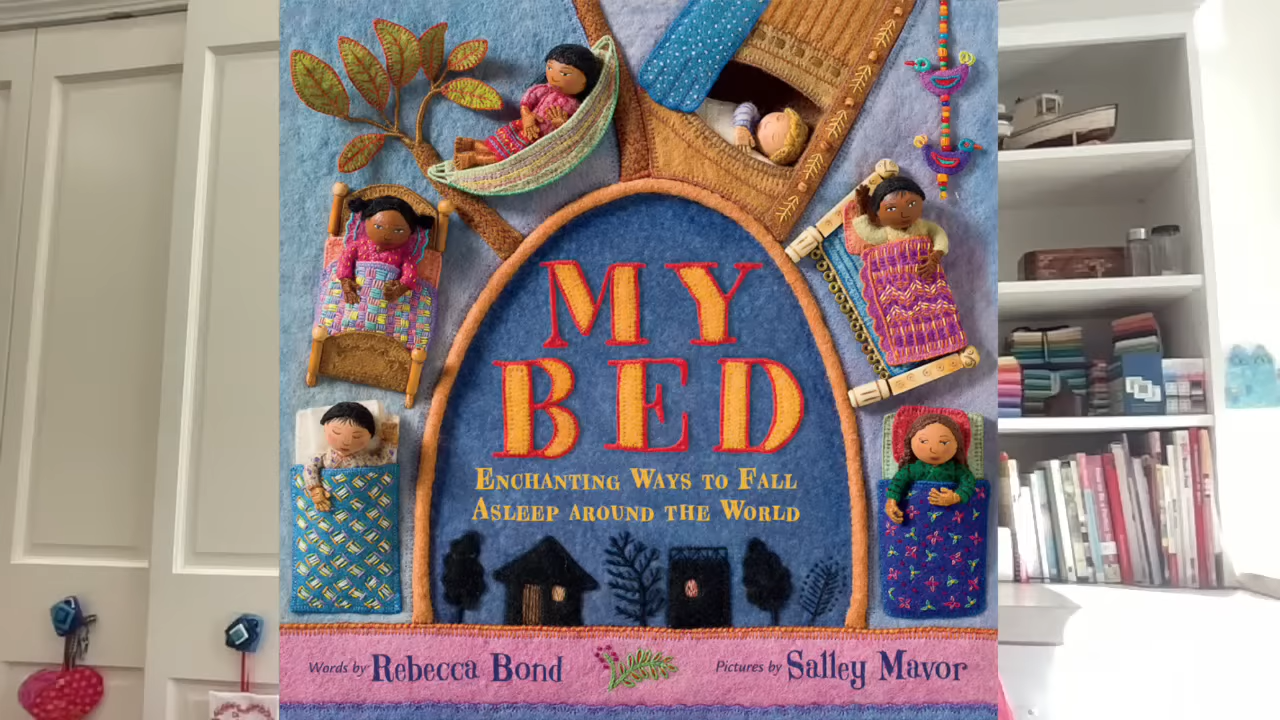 MY
BED
ENCHANTING WAYS TO FALL
ASLEEP AROUND THE WORLD
Words by Rebecca Bond
Pictures by Salley Mavor